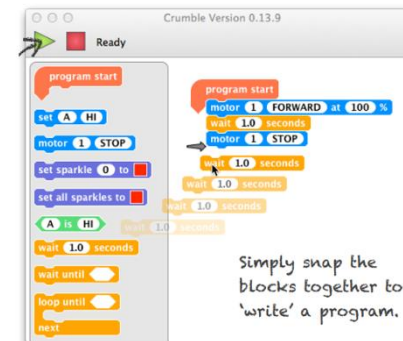 Crumble Version 0.13.9
Ready
program start
set A HI
motor 1 STOP
set sparkle 0 to
set all sparkles to
A is HI
wait 1.0 seconds
wait until
loop until
next
program start
motor 1 FORWARD at 100 %
wait 1.0 seconds
motor 1 STOP
wait 1.0 seconds
wait 1.0 seconds
wait 1.0 seconds
wait 1.0
Simply snap the
blocks together to
‘write’ a program.